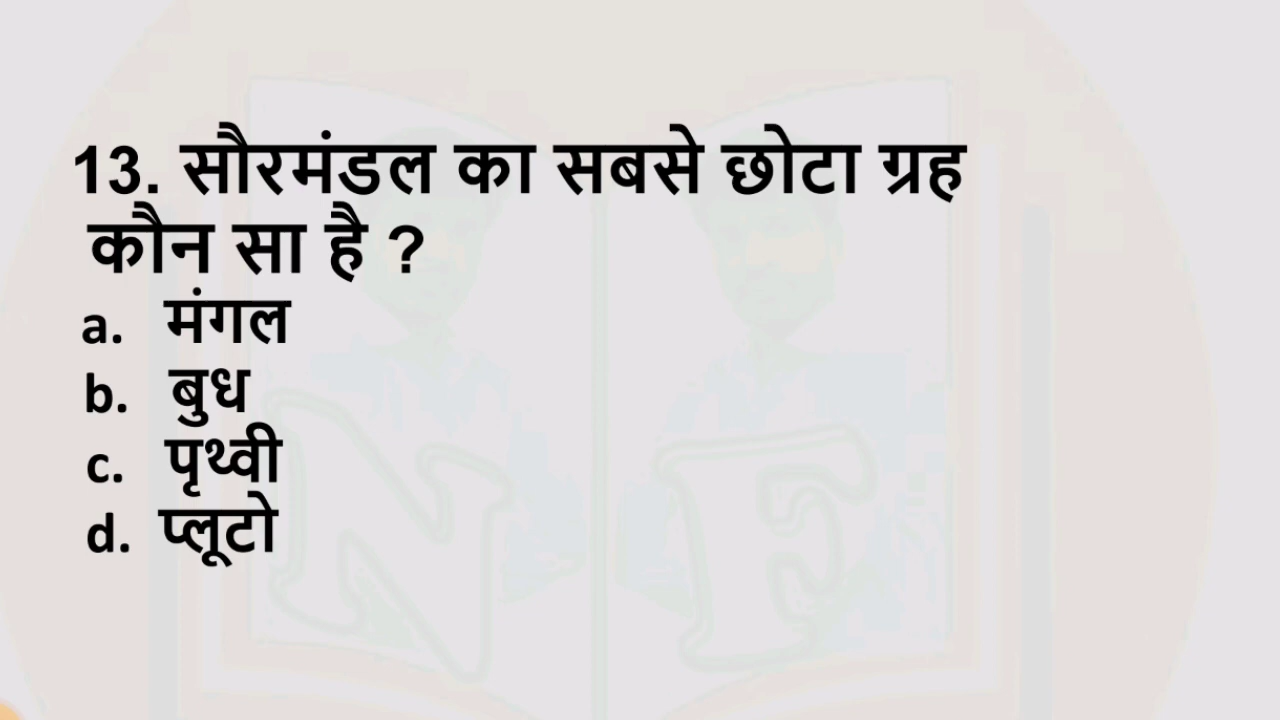 13. सौरमंडल का सबसे छोटा ग्रह
कौन सा है ?
a. मंगल
b. बुध
c. पृथ्वी
d. प्लूटो
N F